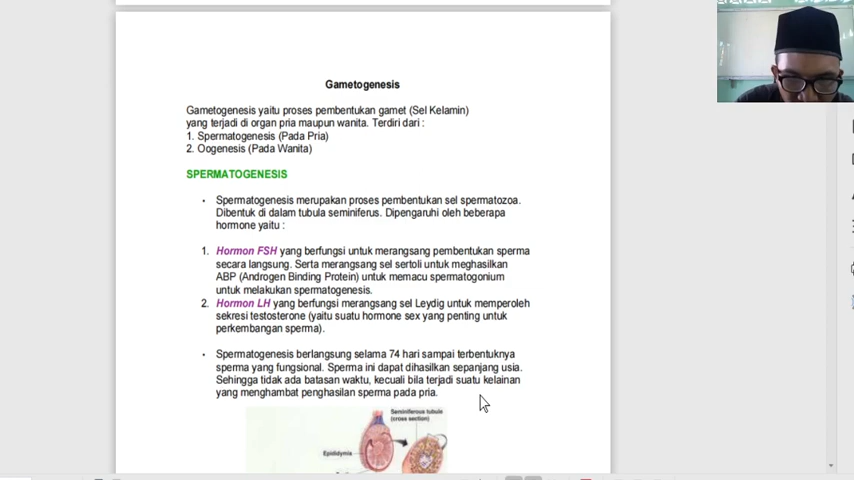 Gametogenesis
Gametogenesis yaitu proses pembentukan gamet (Sel Kelamin)
yang terjadi di organ pria maupun wanita. Terdiri dari :
1. Spermatogenesis (Pada Pria)
2. Oogenesis (Pada Wanita)
SPERMATOGENESIS
• Spermatogenesis merupakan proses pembentukan sel spermatozoa.
Dibentuk di dalam tubula seminiferus. Dipengaruhi oleh beberapa
hormone yaitu :
1. Hormon FSH yang berfungsi untuk merangsang pembentukan sperma
secara langsung. Serta merangsang sel sertoli untuk meghasilkan
ABP (Androgen Binding Protein) untuk memacu spermatogonium
untuk melakukan spermatogenesis.
2. Hormon LH yang berfungsi merangsang sel Leydig untuk memperoleh
sekresi testosterone (yaitu suatu hormone sex yang penting untuk
perkembangan sperma).
• Spermatogenesis berlangsung selama 74 hari sampai terbentuknya
sperma yang fungsional. Sperma ini dapat dihasilkan sepanjang usia.
Sehingga tidak ada batasan waktu, kecuali bila terjadi suatu kelainan
yang menghambat penghasilan sperma pada pria.
Seminiferous tubule
(cross section)
Epididymis